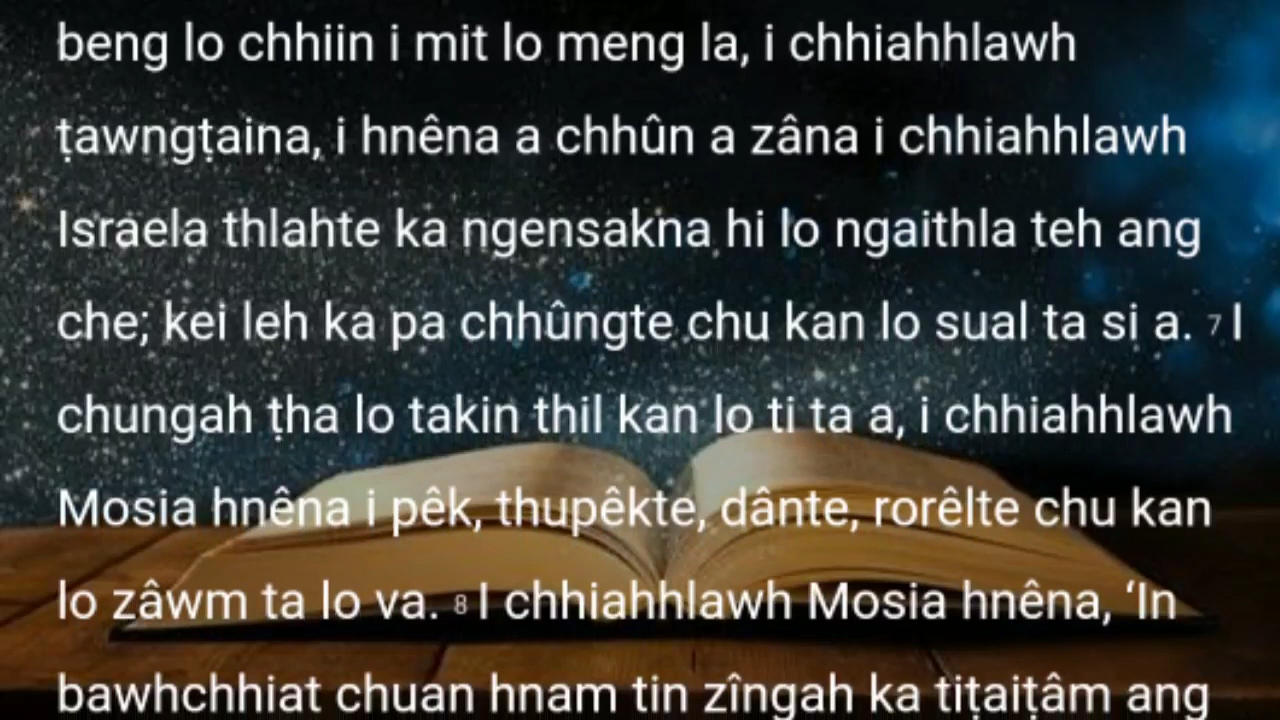 beng lo chhiin i mit lo meng la, i chhiahhlawh
ṭawngṭaina, i hnêna a chhûn a zâna i chhiahhlawh
Israela thlahte ka ngensakna hi lo ngaithla teh ang
che; kei leh ka pa chhûngte chu kan lo sual ta si a. 7 I
chungah ṭha lo takin thil kan lo ti ta a, i chhiahhlawh
Mosia hnêna i pêk, thupêkte, dânte, rorêlte chu kan
lo zâwm ta lo va. 8 I chhiahhlawh Mosia hnêna, ‘In
bawhchhiat chuan hnam tin zîngah ka tiṭaiṭâm ang